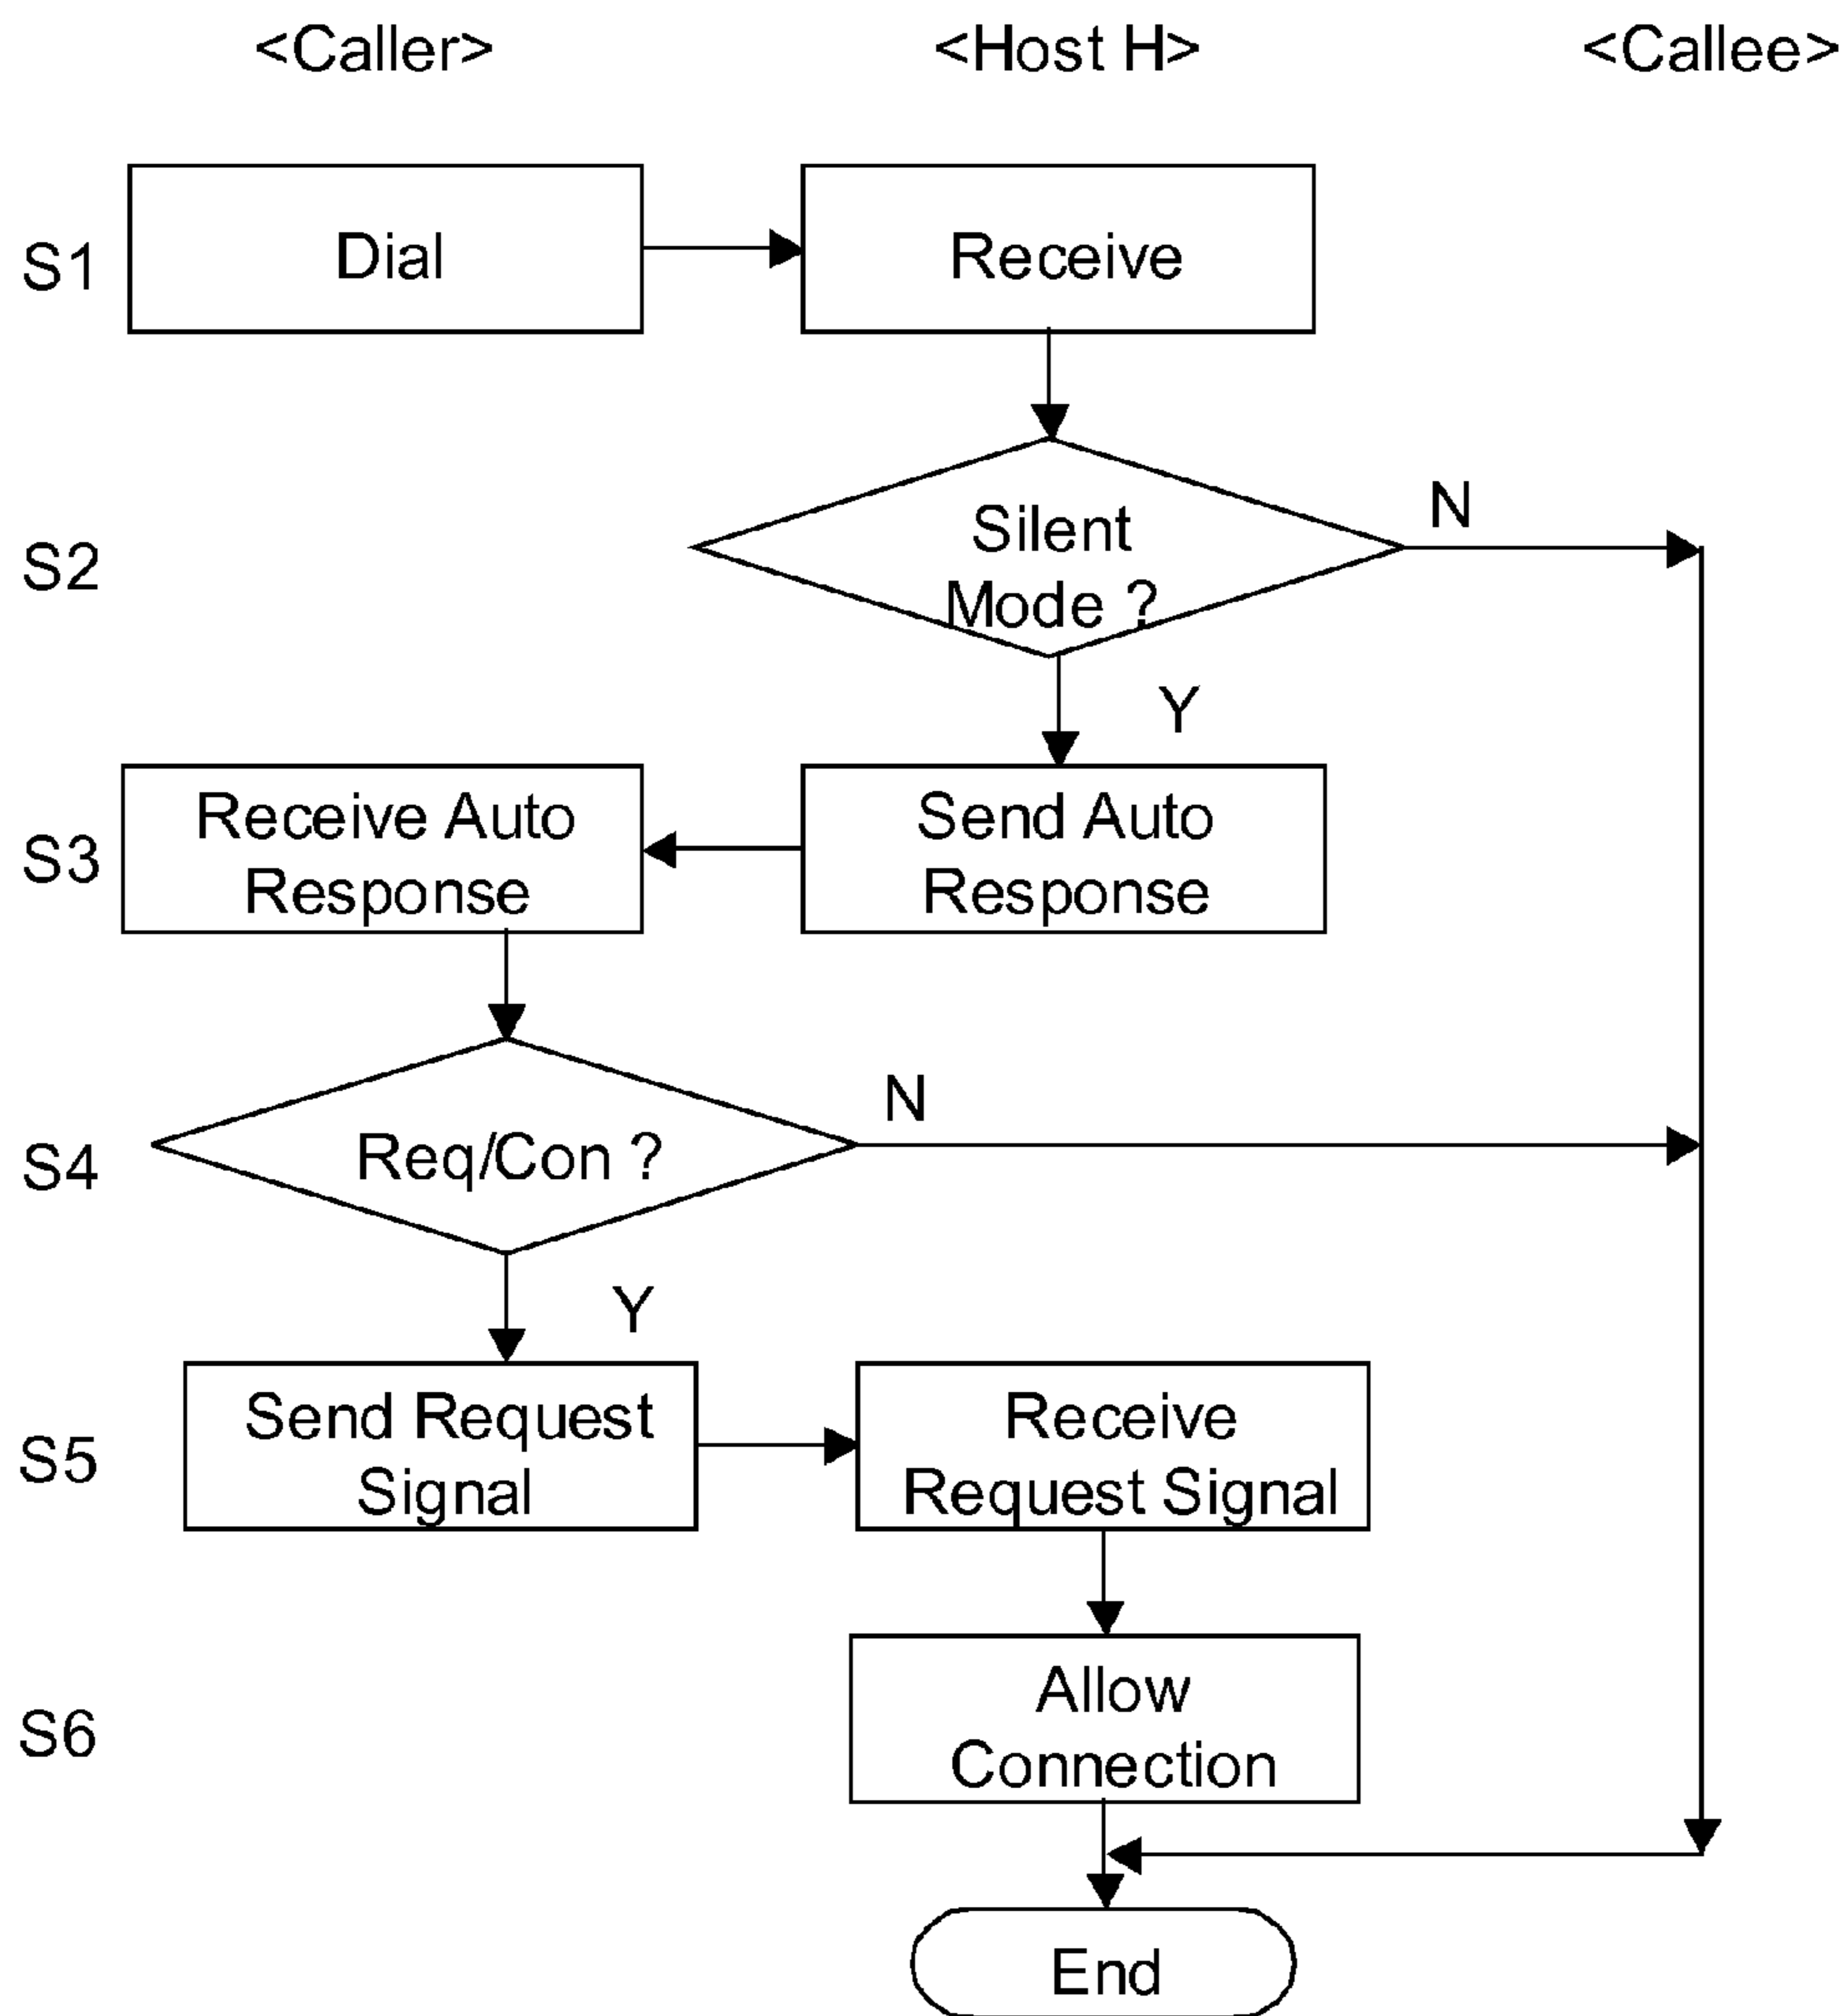 <Caller>
<Host H>
<Callee>
S1
Dial
Receive
S2
Silent
Mode ?
N
Y
S3
Receive Auto
Response
Send Auto
Response
S4
Req/Con ?
N
Y
S5
Send Request
Signal
Receive
Request Signal
S6
Allow
Connection
End